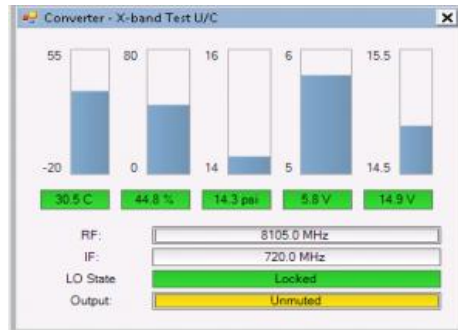 Converter - X-band Test U/C
55 80 16 6 15.5
-20 0 14 5 14.5
30.5 C 44.8 % 14.3 psi 5.8 V 14.9 V
RF: 8105.0 MHz
IF: 720.0 MHz
LO State Locked
Output: Unmuted